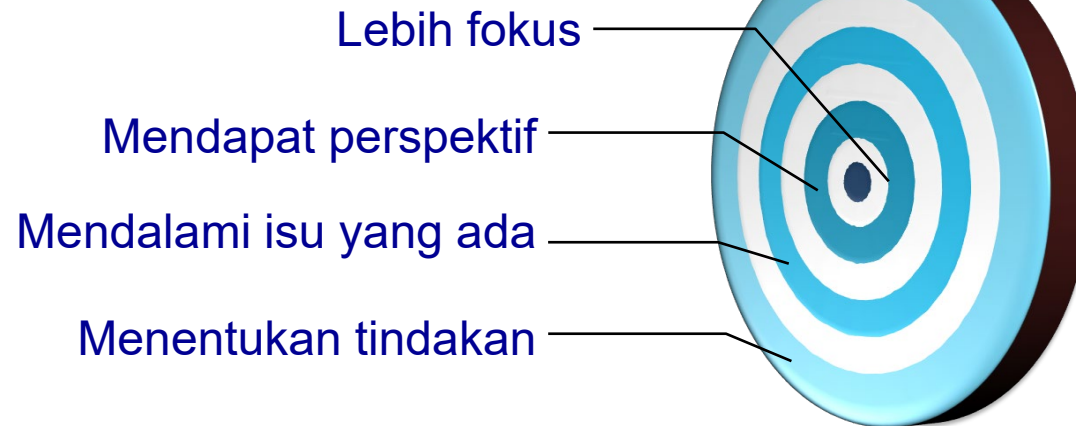 Lebih fokus
Mendapat perspektif
Mendalami isu yang ada
Menentukan tindakan